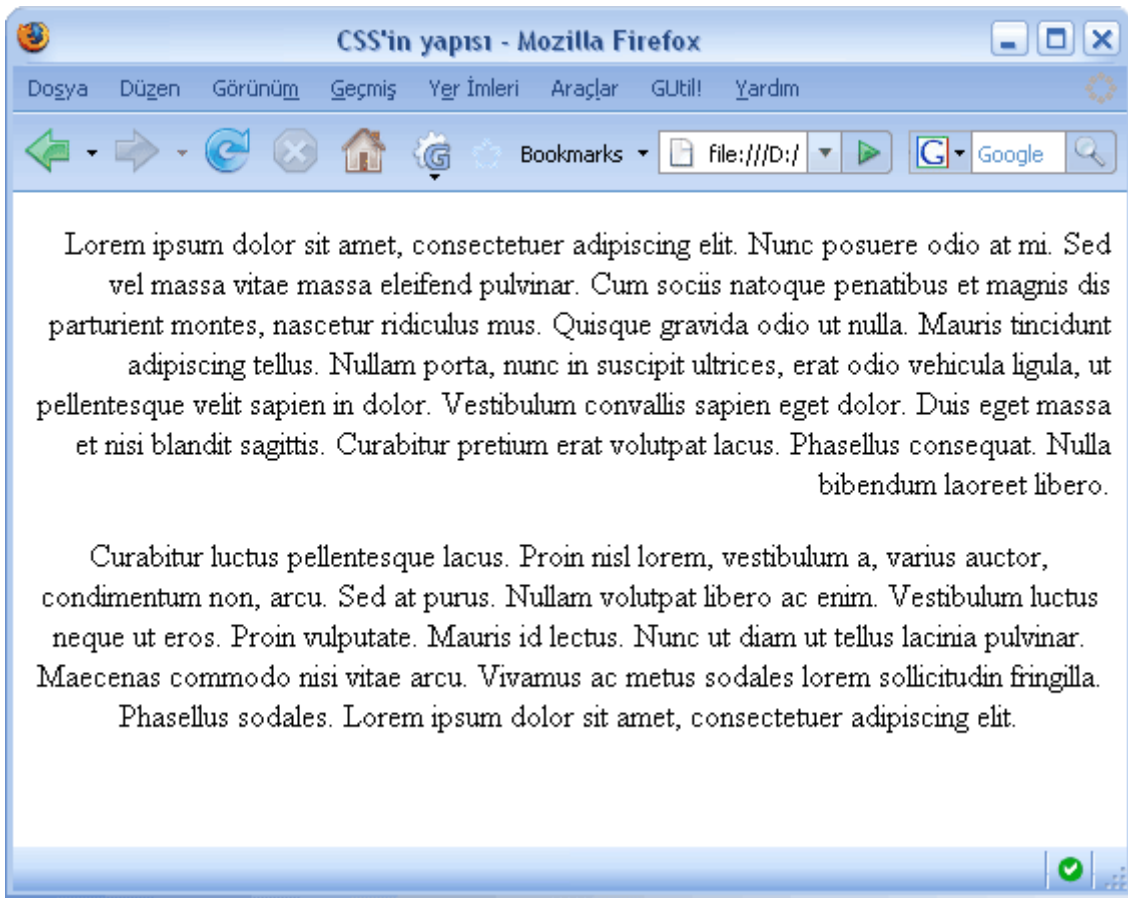 CSS'in yapısı - Mozilla Firefox
Dosya Düzen Görünüm Geçmiş Yer İmleri Araçlar GUtil! Yardım
G Bookmarks file:///D:/ G Google
Lorem ipsum dolor sit amet, consectetuer adipiscing elit. Nunc posuere odio at mi. Sed
vel massa vitae massa eleifend pulvinar. Cum sociis natoque penatibus et magnis dis
parturient montes, nascetur ridiculus mus. Quisque gravida odio ut nulla. Mauris tincidunt
adipiscing tellus. Nullam porta, nunc in suscipit ultrices, erat odio vehicula ligula, ut
pellentesque velit sapien in dolor. Vestibulum convallis sapien eget dolor. Duis eget massa
et nisi blandit sagittis. Curabitur pretium erat volutpat lacus. Phasellus consequat. Nulla
bibendum laoreet libero.
Curabitur luctus pellentesque lacus. Proin nisl lorem, vestibulum a, varius auctor,
condimentum non, arcu. Sed at purus. Nullam volutpat libero ac enim. Vestibulum luctus
neque ut eros. Proin vulputate. Mauris id lectus. Nunc ut diam ut tellus lacinia pulvinar.
Maecenas commodo nisi vitae arcu. Vivamus ac metus sodales lorem sollicitudin fringilla.
Phasellus sodales. Lorem ipsum dolor sit amet, consectetuer adipiscing elit.